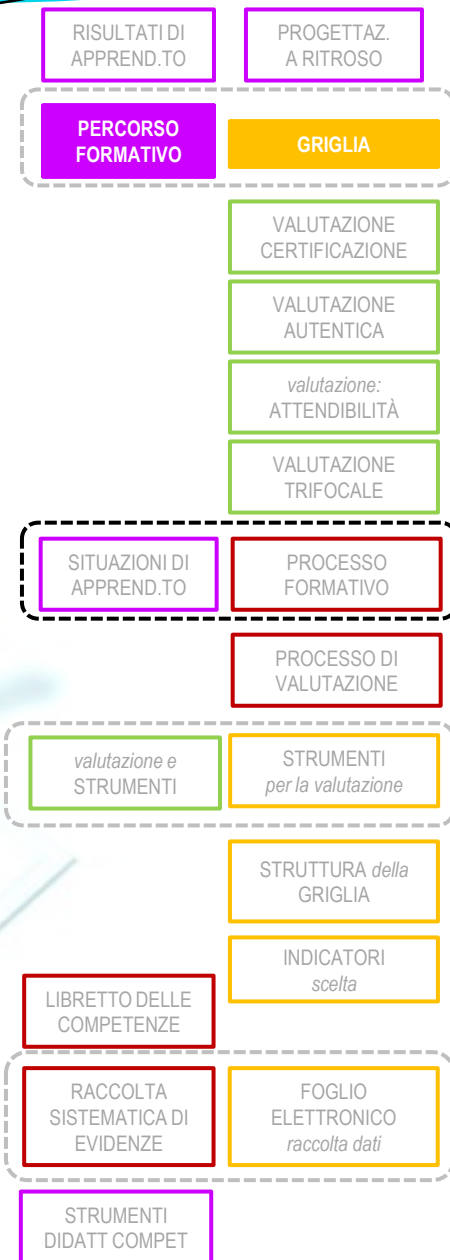 RISULTATI DI
APPREND.TO
PROGETTAZ.
A RITROSO
PERCORSO
FORMATIVO
GRIGLIA
VALUTAZIONE
CERTIFICAZIONE
VALUTAZIONE
AUTENTICA
valutazione:
ATTENDIBILITÀ
VALUTAZIONE
TRIFOCALE
SITUAZIONI DI
APPREND.TO
PROCESSO
FORMATIVO
PROCESSO DI
VALUTAZIONE
valutazione e
STRUMENTI
STRUMENTI
per la valutazione
STRUTTURA della
GRIGLIA
INDICATORI
scelta
LIBRETTO DELLE
COMPETENZE
RACCOLTA
SISTEMATICA DI
EVIDENZE
FOGLIO
ELETTRONICO
raccolta dati
STRUMENTI
DIDATT COMPET